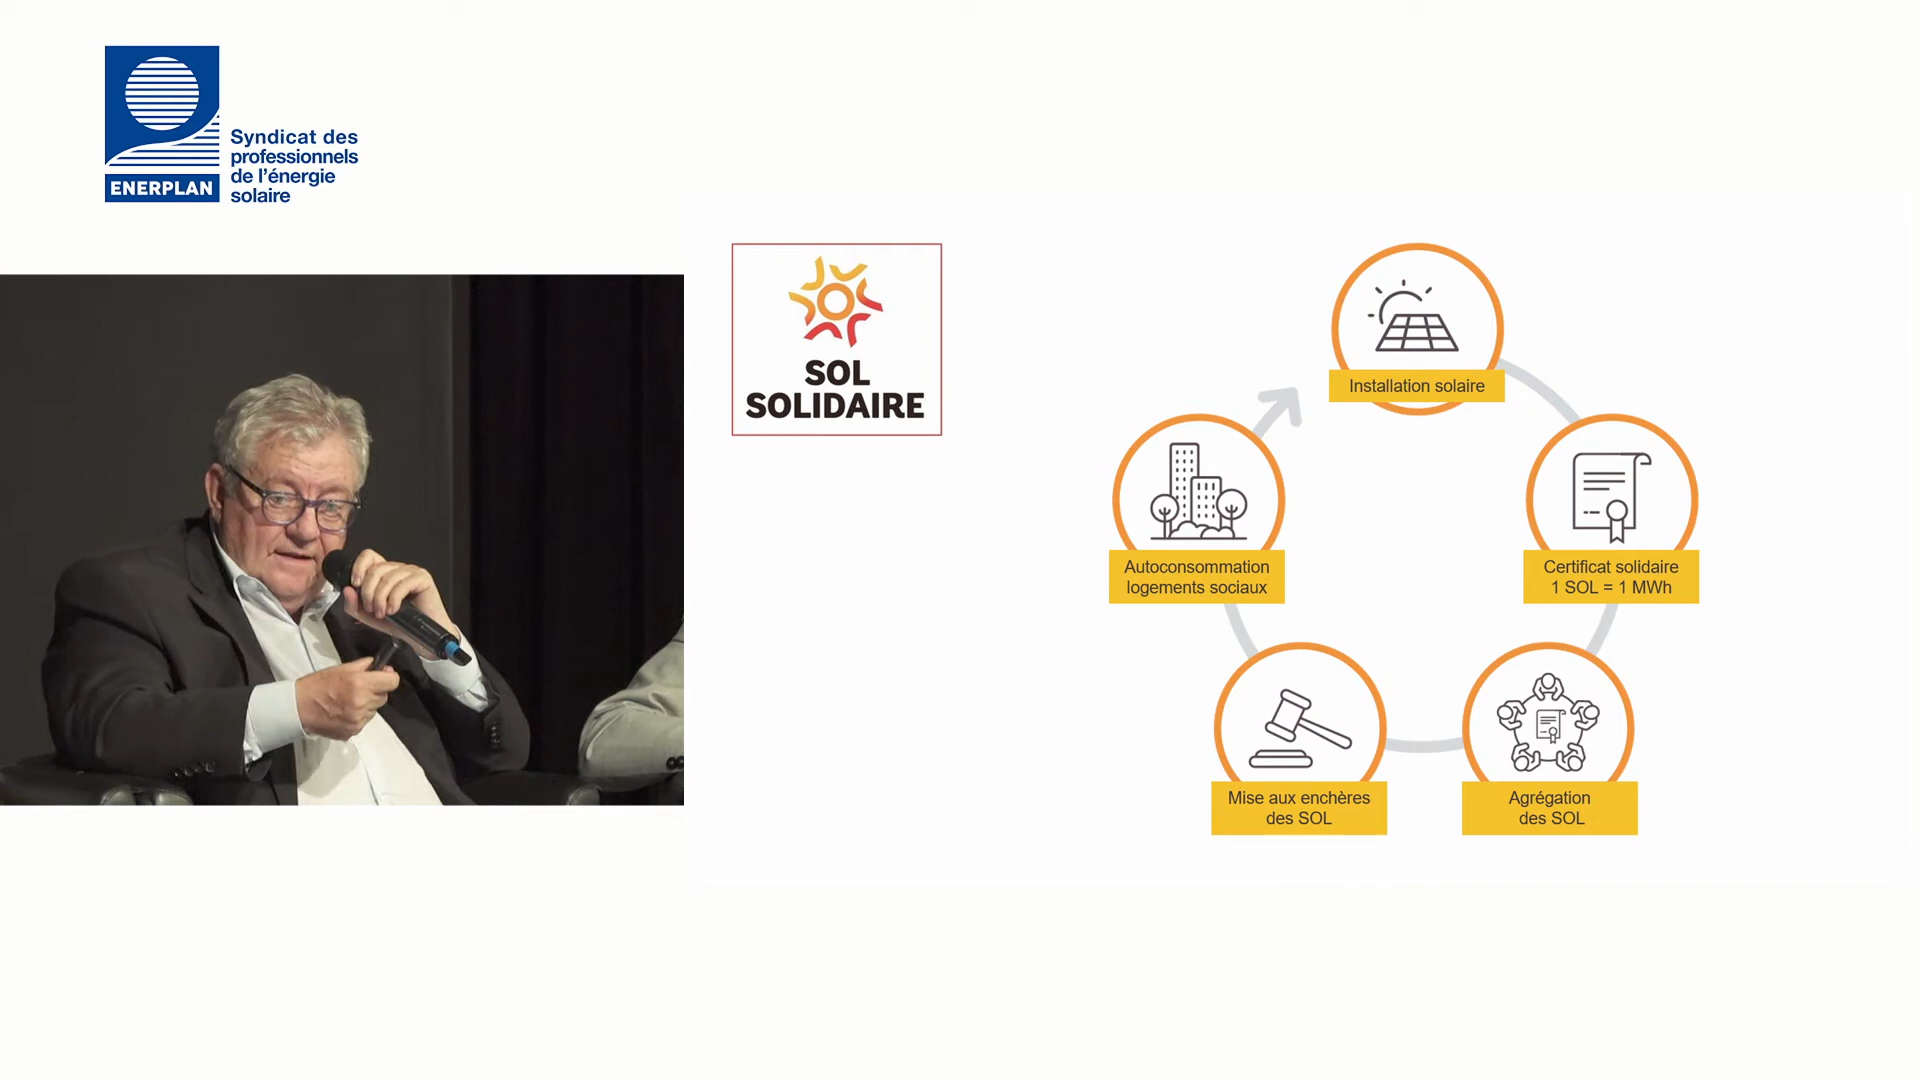 ENERPLAN
Syndicat des
professionnels
de l'énergie
solaire
SOL
SOLIDAIRE
Installation solaire
Certificat solidaire
1 SOL = 1 MWh
Agrégation
des SOL
Mise aux enchères
des SOL
Autoconsommation
logements sociaux